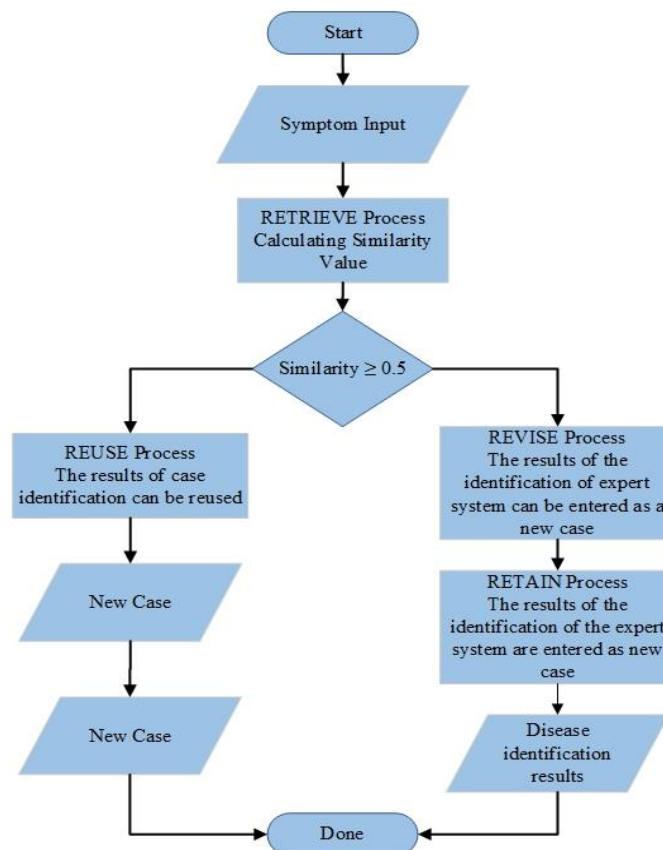 Start
Symptom Input
RETRIEVE Process
Calculating Similarity
Value
Similarity ≥ 0.5
REUSE Process
The results of case
identification can be reused
New Case
New Case
REVISE Process
The results of the
identification of expert
system can be entered as a
new case
RETAIN Process
The results of the
identification of the expert
system are entered as new
case
Disease
identification
results
Done